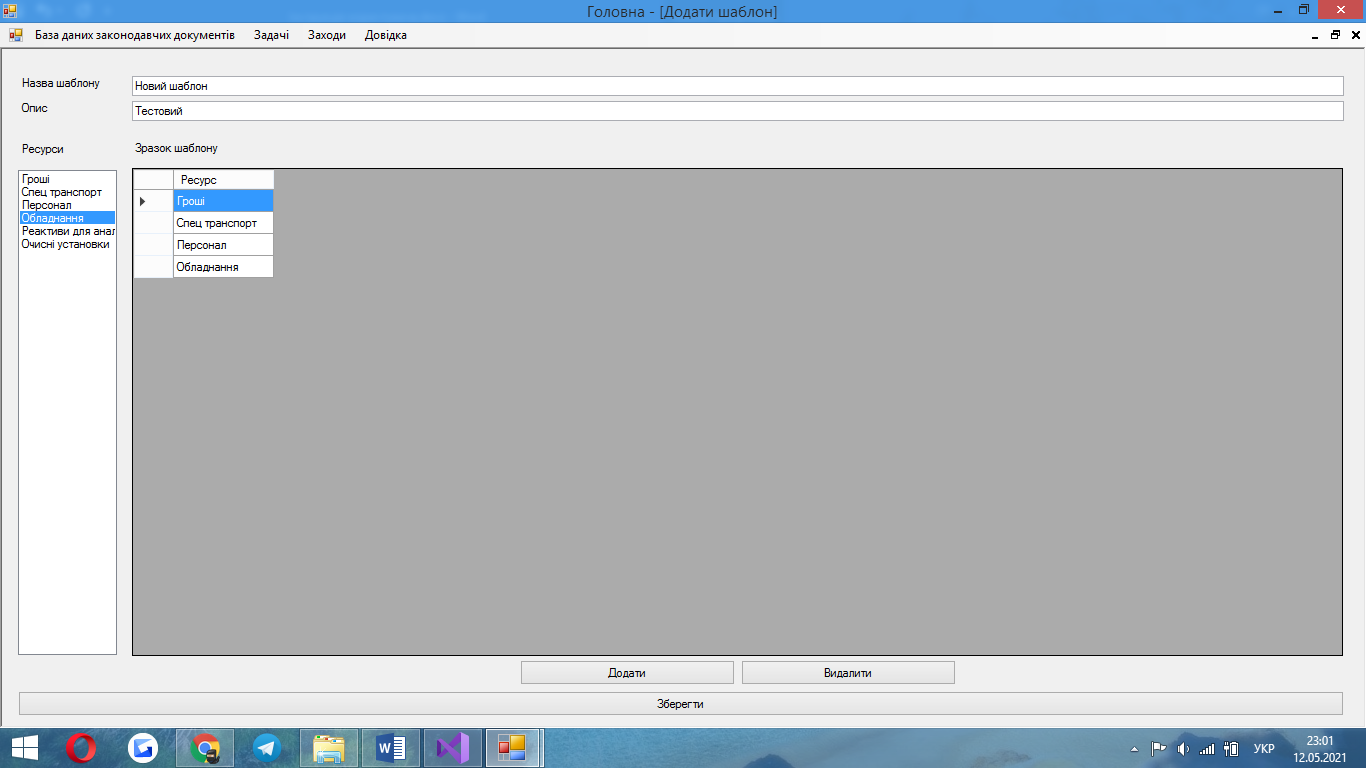 Головна - [Додати шаблон]
База даних законодавчих документів Задачі Заходи Довідка
Назва шаблону
Новий шаблон
Опис
Тестовий
Ресурси
Зразок шаблону
Гроші
Спец транспорт
Персонал
Обладнання
Реактиви для анал
Очисні установки
Ресурс
Гроші
Спец транспорт
Персонал
Обладнання
Додати
Видалити
Зберегти
УКР
23:01
12.05.2021